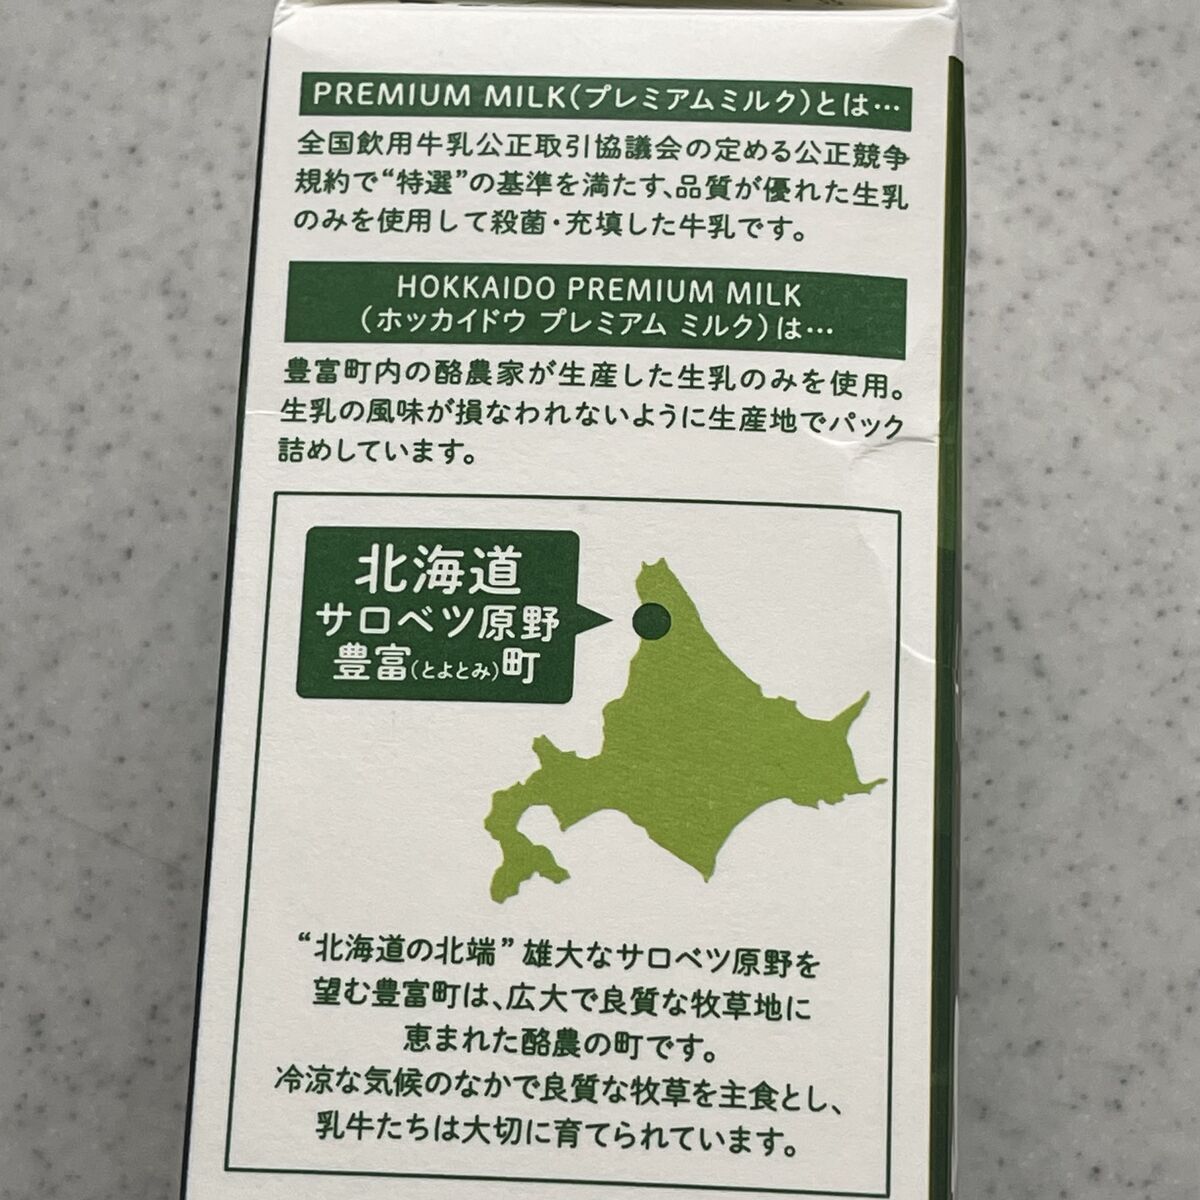 PREMIUM MILK(プレミアムミルク)とは…
全国飲用牛乳公正取引協議会の定める公正競争
規約で“特選”の基準を満たす、品質が優れた生乳
のみを使用して殺菌・充填した牛乳です。
HOKKAIDO PREMIUM MILK
(ホッカイドウ プレミアム ミルク)は…
豊富町内の酪農家が生産した生乳のみを使用。
生乳の風味が損なわれないように生産地でパック
詰めしています。
北海道
サロベツ原野
豊富(とよとみ)町
“北海道の北端”雄大なサロベツ原野を
望む豊富町は、広大で良質な牧草地に
恵まれた酪農の町です。
冷涼な気候のなかで良質な牧草を主食とし、
乳牛たちは大切に育てられています。